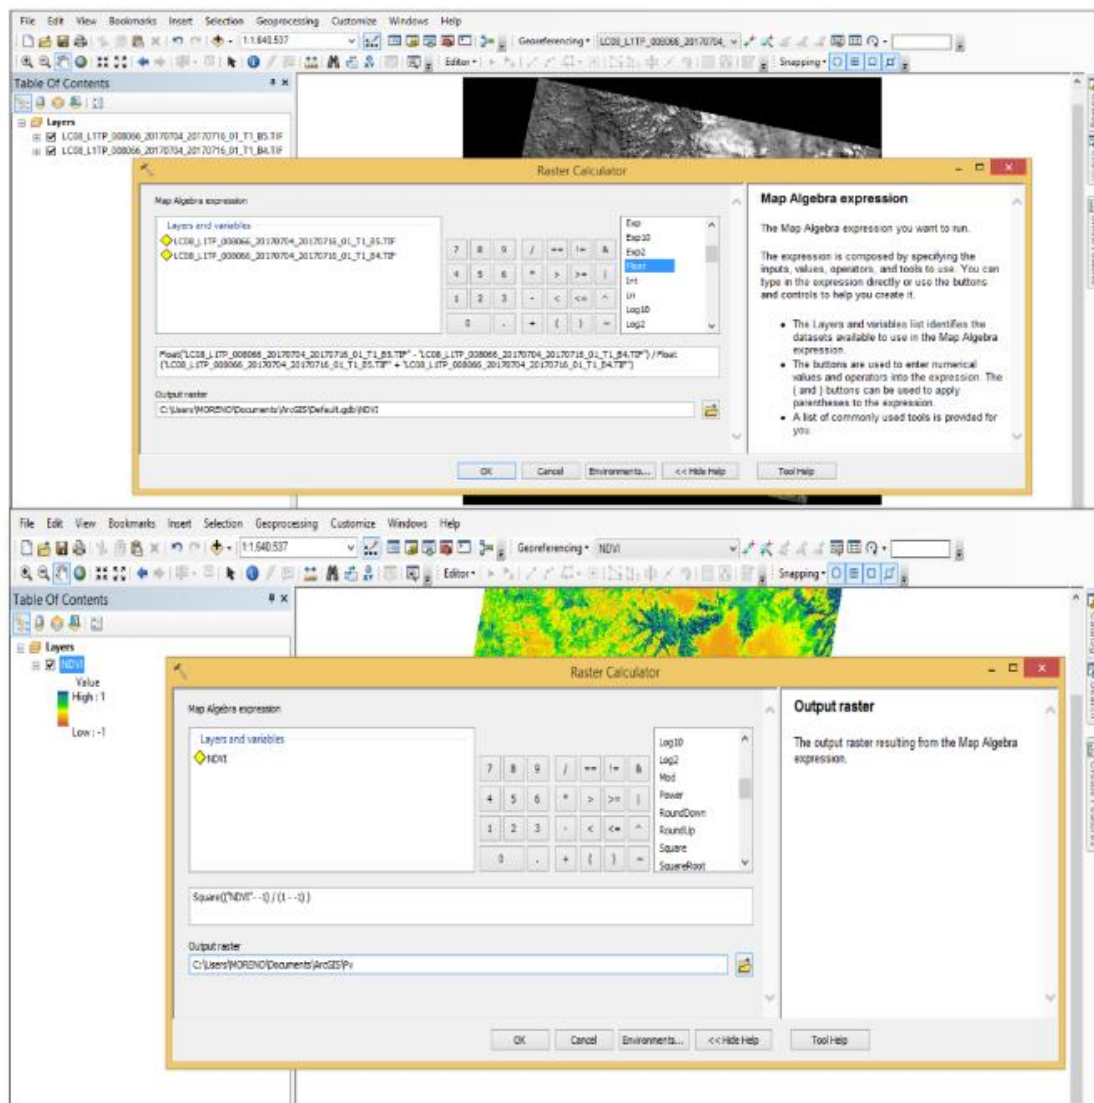 File Edit View Bookmarks Insert Selection Geoprocessing Customize Windows Help
1:1.640.537 Georeferencing LC08_L1TP_008066_20170704_
Editor Snapping
Table Of Contents
Layers
LC08_L1TP_008066_20170704_20170716_01_T1_B5.TIF
LC08_L1TP_008066_20170704_20170716_01_T1_B4.TIF
Raster Calculator
Map Algebra expression
Layers and variables
LC08_L1TP_008066_20170704_20170716_01_T1_B5.TIF
LC08_L1TP_008066_20170704_20170716_01_T1_B4.TIF
7 8 9 / == != &
4 5 6 * > >= |
1 2 3 - < <= ^
0 . + ( ) ~
Exp
Exp10
Exp2
Float
Int
Ln
Log10
Log2
Float("LC08_L1TP_008066_20170704_20170716_01_T1_B5.TIF" - "LC08_L1TP_008066_20170704_20170716_01_T1_B4.TIF") / Float
("LC08_L1TP_008066_20170704_20170716_01_T1_B5.TIF" + "LC08_L1TP_008066_20170704_20170716_01_T1_B4.TIF")
Output raster
C:\Users\MORENO\Documents\ArcGIS\Default.gdb\NDVI
OK Cancel Environments... << Hide Help Tool Help
Map Algebra expression
The Map Algebra expression you want to run.
The expression is composed by specifying the
inputs, values, operators, and tools to use. You can
type in the expression directly or use the buttons
and controls to help you create it.
• The Layers and variables list identifies the
datasets available to use in the Map Algebra
expression.
• The buttons are used to enter numerical
values and operators into the expression. The
( and ) buttons can be used to apply
parentheses to the expression.
• A list of commonly used tools is provided for
you.
File Edit View Bookmarks Insert Selection Geoprocessing Customize Windows Help
1:1.640.537 Georeferencing NDVI
Editor Snapping
Table Of Contents
Layers
NDVI
Value
High : 1
Low : -1
Raster Calculator
Map Algebra expression
Layers and variables
NDVI
7 8 9 / == != &
4 5 6 * > >= |
1 2 3 - < <= ^
0 . + ( ) ~
Log10
Log2
Mod
Power
RoundDown
RoundUp
Square
SquareRoot
Square(("NDVI" - -1) / (1 - -1) )
Output raster
C:\Users\MORENO\Documents\ArcGIS\Pv
OK Cancel Environments... << Hide Help Tool Help
Output raster
The output raster resulting from the Map Algebra
expression.